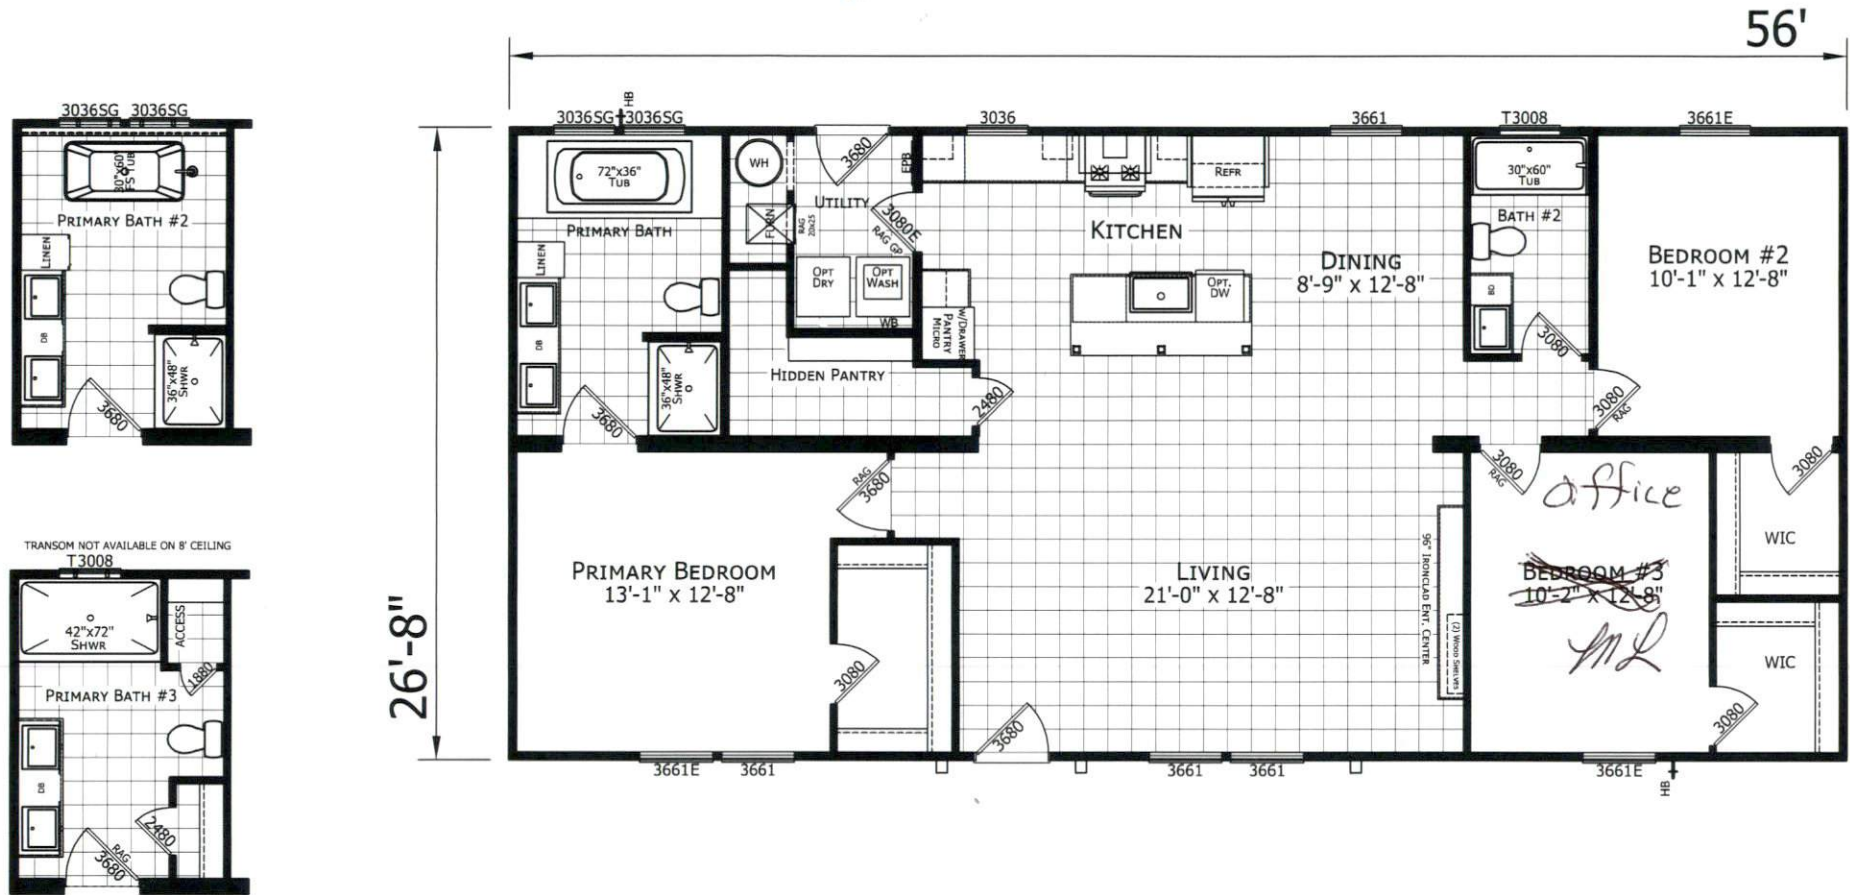 56'
3036SG 3036SG
PRIMARY BATH #2
30"x60"
FS TUB
LINEN
DB
36"x48"
SHWR
3680
TRANSOM NOT AVAILABLE ON 8' CEILING
T3008
42"x72"
SHWR
ACCESS
1880
PRIMARY BATH #3
DB
2480
RAG
3680
26'-8"
3036SG 3036SG
HB
72"x36"
TUB
PRIMARY BATH
LINEN
DB
36"x48"
SHWR
3680
WH
FURN
RAG
20x25
3680
UTILITY
EPB
3080E
RAG GP
OPT
DRY
OPT
WASH
WB
HIDDEN PANTRY
2480
3036
REFR
KITCHEN
OPT.
DW
W/DRAWER
PANTRY
MICRO
3661
DINING
8'-9" x 12'-8"
T3008
30"x60"
TUB
BATH #2
BD
3080
3661E
BEDROOM #2
10'-1" x 12'-8"
3080
RAG
3080
WIC
PRIMARY BEDROOM
13'-1" x 12'-8"
RAG
3680
3080
3661E 3661
LIVING
21'-0" x 12'-8"
3680
3661 3661
96" IRONCLAD ENT. CENTER
(2) WOOD SHELVES
3080
RAG
office
BEDROOM #3
10'-2" x 12'-8"
ML
WIC
3080
3661E
HB